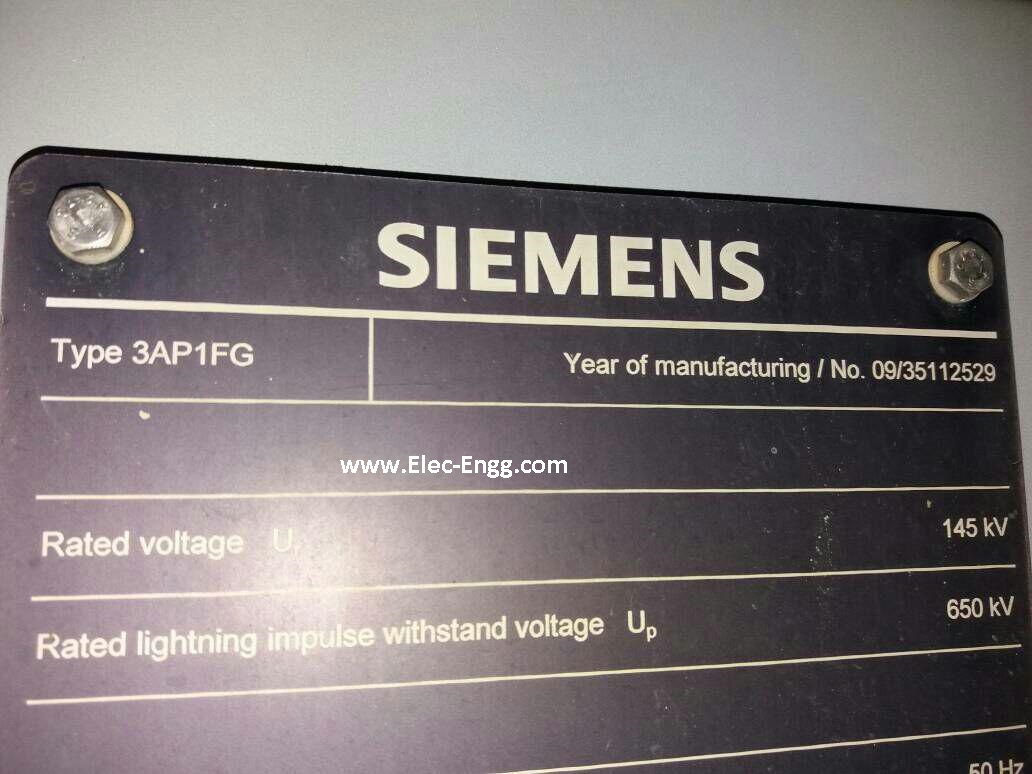 SIEMENS
Type 3AP1FG
Year of manufacturing / No. 09/35112529
www.Elec-Engg.com
Rated voltage Ur 145 kV
Rated lightning impulse withstand voltage Up 650 kV
50 Hz